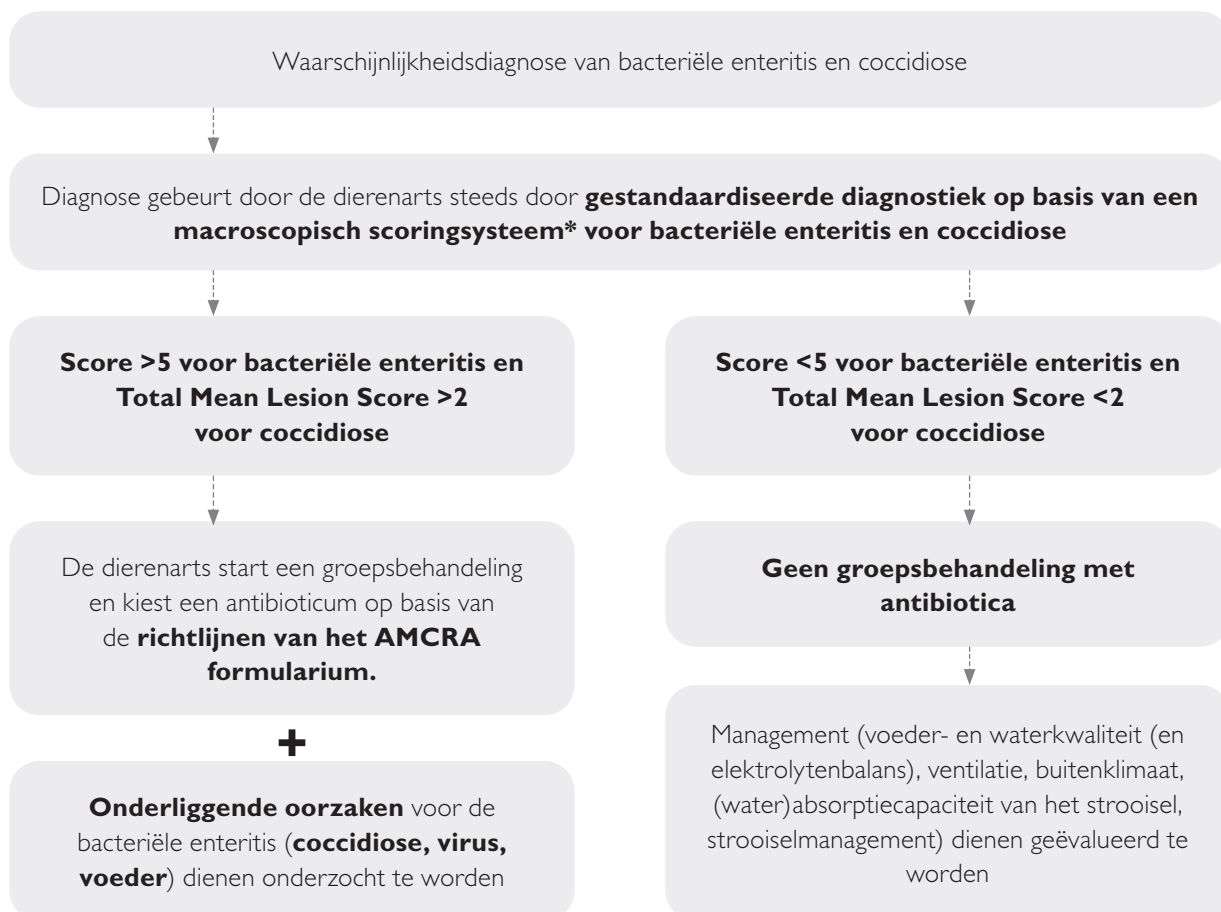 Waarschijnlijkheidsdiagnose van bacteriële enteritis en coccidiose
Diagnose gebeurt door de dierenarts steeds door gestandaardiseerde diagnostiek op basis van een
macroscopisch scoringsysteem* voor bacteriële enteritis en coccidiose
Score >5 voor bacteriële enteritis en
Total Mean Lesion Score >2
voor coccidiose
De dierenarts start een groepsbehandeling
en kiest een antibioticum op basis van
de richtlijnen van het AMCRA
formularium.
+
Onderliggende oorzaken voor de
bacteriële enteritis (coccidiose, virus,
voeder) dienen onderzocht te worden
Score <5 voor bacteriële enteritis en
Total Mean Lesion Score <2
voor coccidiose
Geen groepsbehandeling met
antibiotica
Management (voeder- en waterkwaliteit (en
elektrolytenbalans), ventilatie, buitenklimaat,
(water)absorptiecapaciteit van het strooisel,
strooiselmanagement) dienen geëvalueerd te
worden